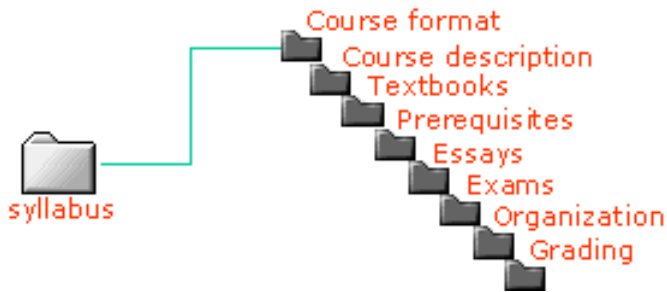 Course format
Course description
Textbooks
Prerequisites
Essays
Exams
Organization
Grading
syllabus